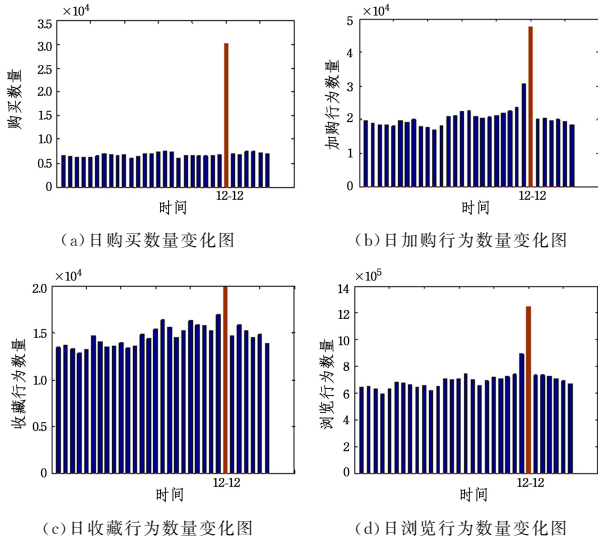 ×10⁴
3.5
3.0
2.5
2.0
1.5
1.0
0.5
0
购买数量
12-12
时间
(a)日购买数量变化图
×10⁴
5
4
3
2
1
0
加购行为数量
12-12
时间
(b)日加购行为数量变化图
×10⁴
2.0
1.5
1.0
0.5
0
收藏行为数量
12-12
时间
(c)日收藏行为数量变化图
×10⁵
14
12
10
8
6
4
2
0
浏览行为数量
12-12
时间
(d)日浏览行为数量变化图